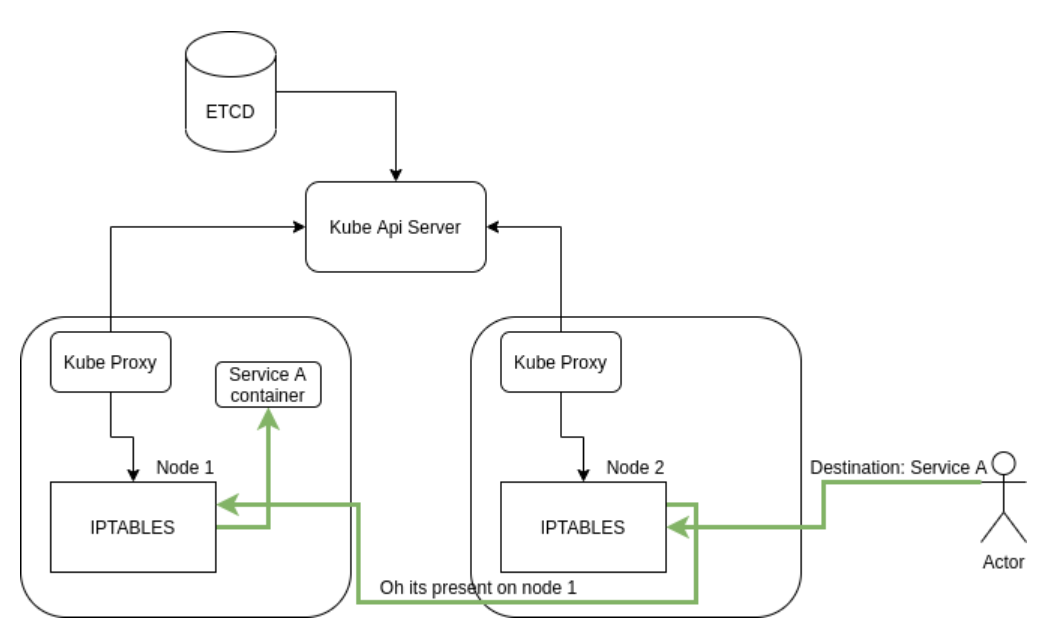 ETCD
Kube Api Server
Kube Proxy
Service A
container
Node 1
IPTABLES
Kube Proxy
Node 2
IPTABLES
Destination: Service A
Actor
Oh its present on node 1